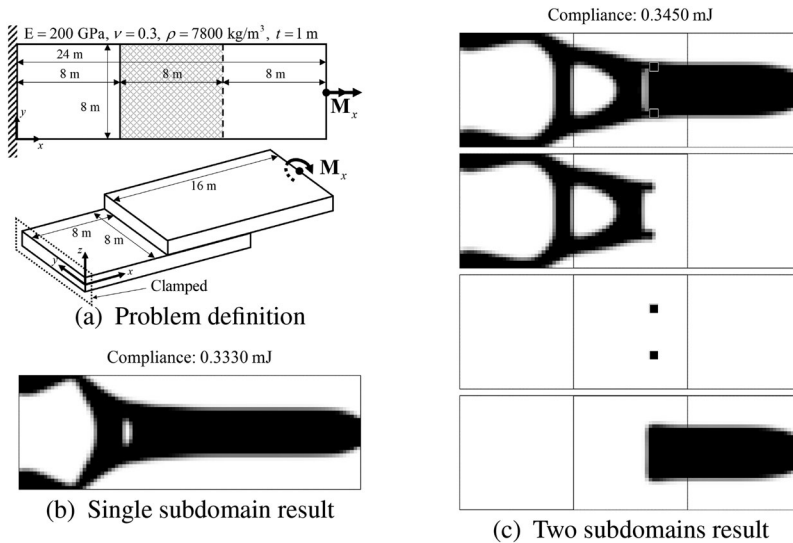 E = 200 GPa, ν = 0.3, ρ = 7800 kg/m³, t = 1 m
24 m
8 m
8 m
8 m
8 m
M_x
y
x
M_x
16 m
8 m
8 m
z
y
x
Clamped
(a) Problem definition
Compliance: 0.3330 mJ
(b) Single subdomain result
Compliance: 0.3450 mJ
(c) Two subdomains result